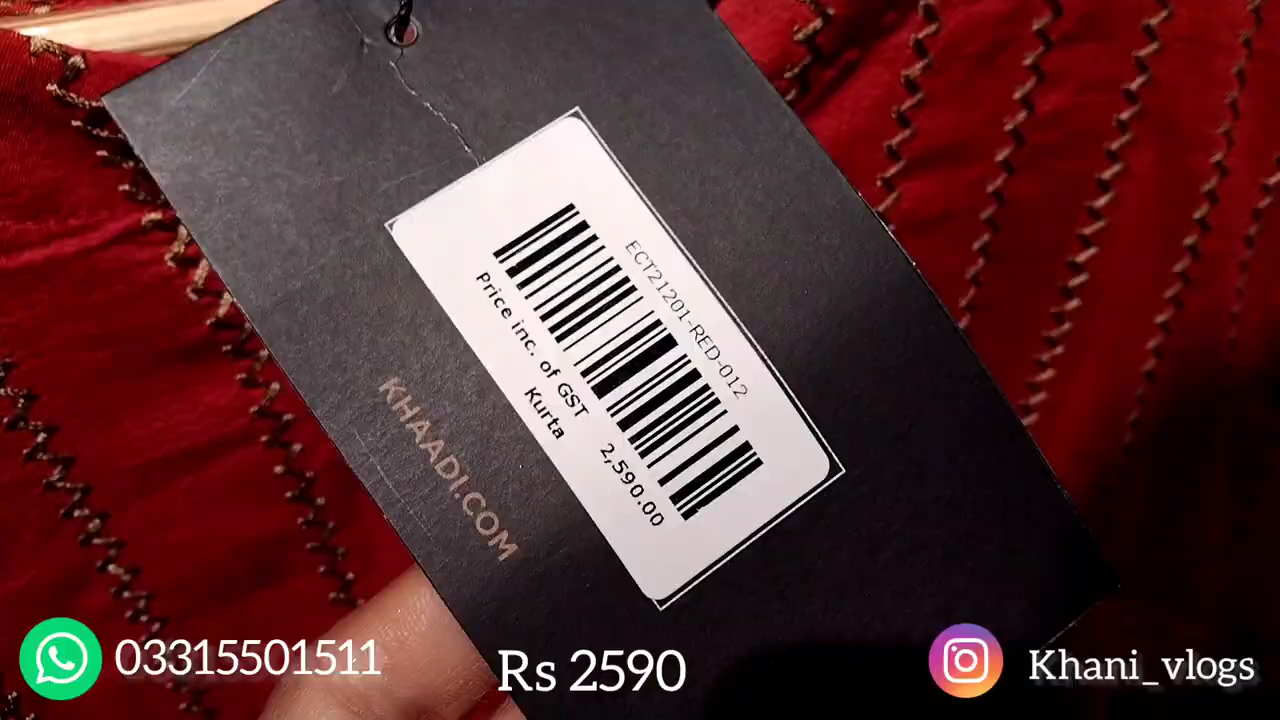 ECT21201-RED-012
Price inc. of GST 2,590.00
Kurta
KHAADI.COM
03315501511
Rs 2590
Khani_vlogs